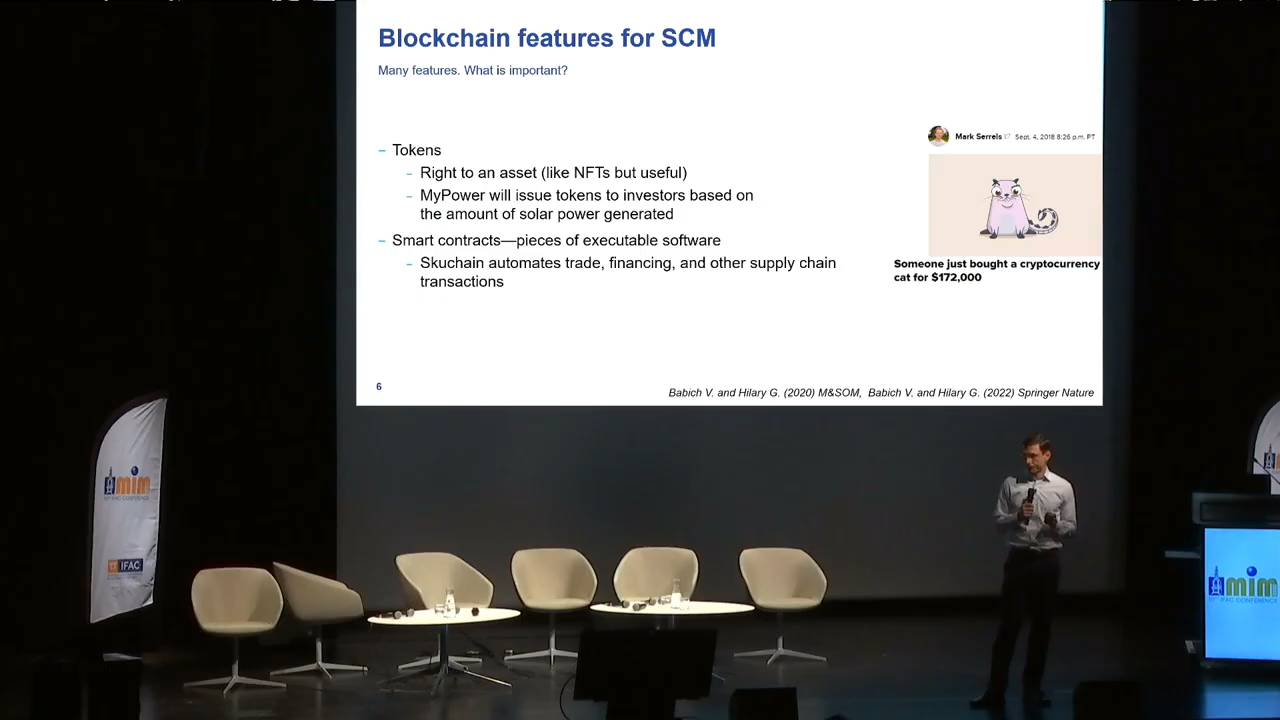 Blockchain features for SCM
Many features. What is important?
– Tokens
- Right to an asset (like NFTs but useful)
- MyPower will issue tokens to investors based on
the amount of solar power generated
– Smart contracts—pieces of executable software
- Skuchain automates trade, financing, and other supply chain
transactions
Mark Serrels
Sept. 4, 2018 8:26 p.m. PT
Someone just bought a cryptocurrency
cat for $172,000
6
Babich V. and Hilary G. (2020) M&SOM, Babich V. and Hilary G. (2022) Springer Nature
mim
IFAC CONFERENCE
IFAC
mim
IFAC CONFERENCE